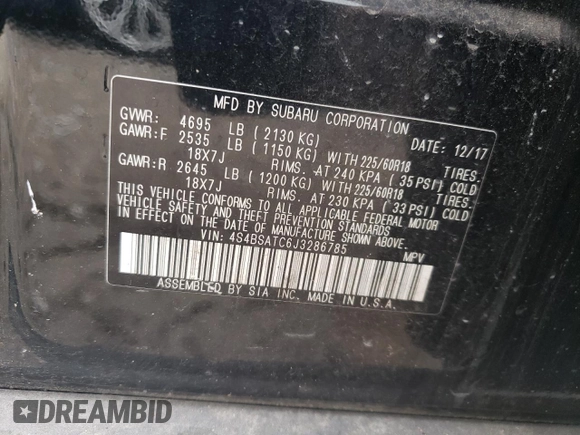 MFD BY SUBARU CORPORATION
GVWR: 4695 LB (2130 KG) DATE: 12/17
GAWR:F 2535 LB (1150 KG) WITH 225/60R18 TIRES.
18X7J RIMS. AT 240 KPA (35 PSI) COLD
GAWR:R 2645 LB (1200 KG) WITH 225/60R18 TIRES.
18X7J RIMS. AT 230 KPA (33 PSI) COLD
THIS VEHICLE CONFORMS TO ALL APPLICABLE FEDERAL MOTOR
VEHICLE SAFETY AND THEFT PREVENTION STANDARDS
IN EFFECT ON THE DATE OF MANUFACTURE SHOWN ABOVE.
VIN: 4S4BSATC6J3286785
MPV
ASSEMBLED BY SIA INC. MADE IN U.S.A.
DREAMBID